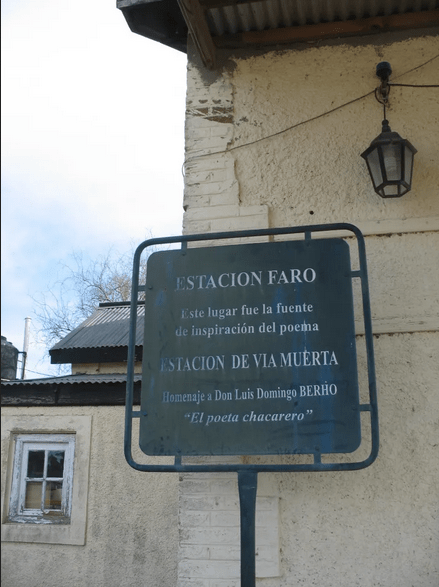 ESTACION FARO
Este lugar fue la fuente
de inspiración del poema
ESTACION DE VIA MUERTA
Homenaje a Don Luis Domingo BERHO
"El poeta chacarero"